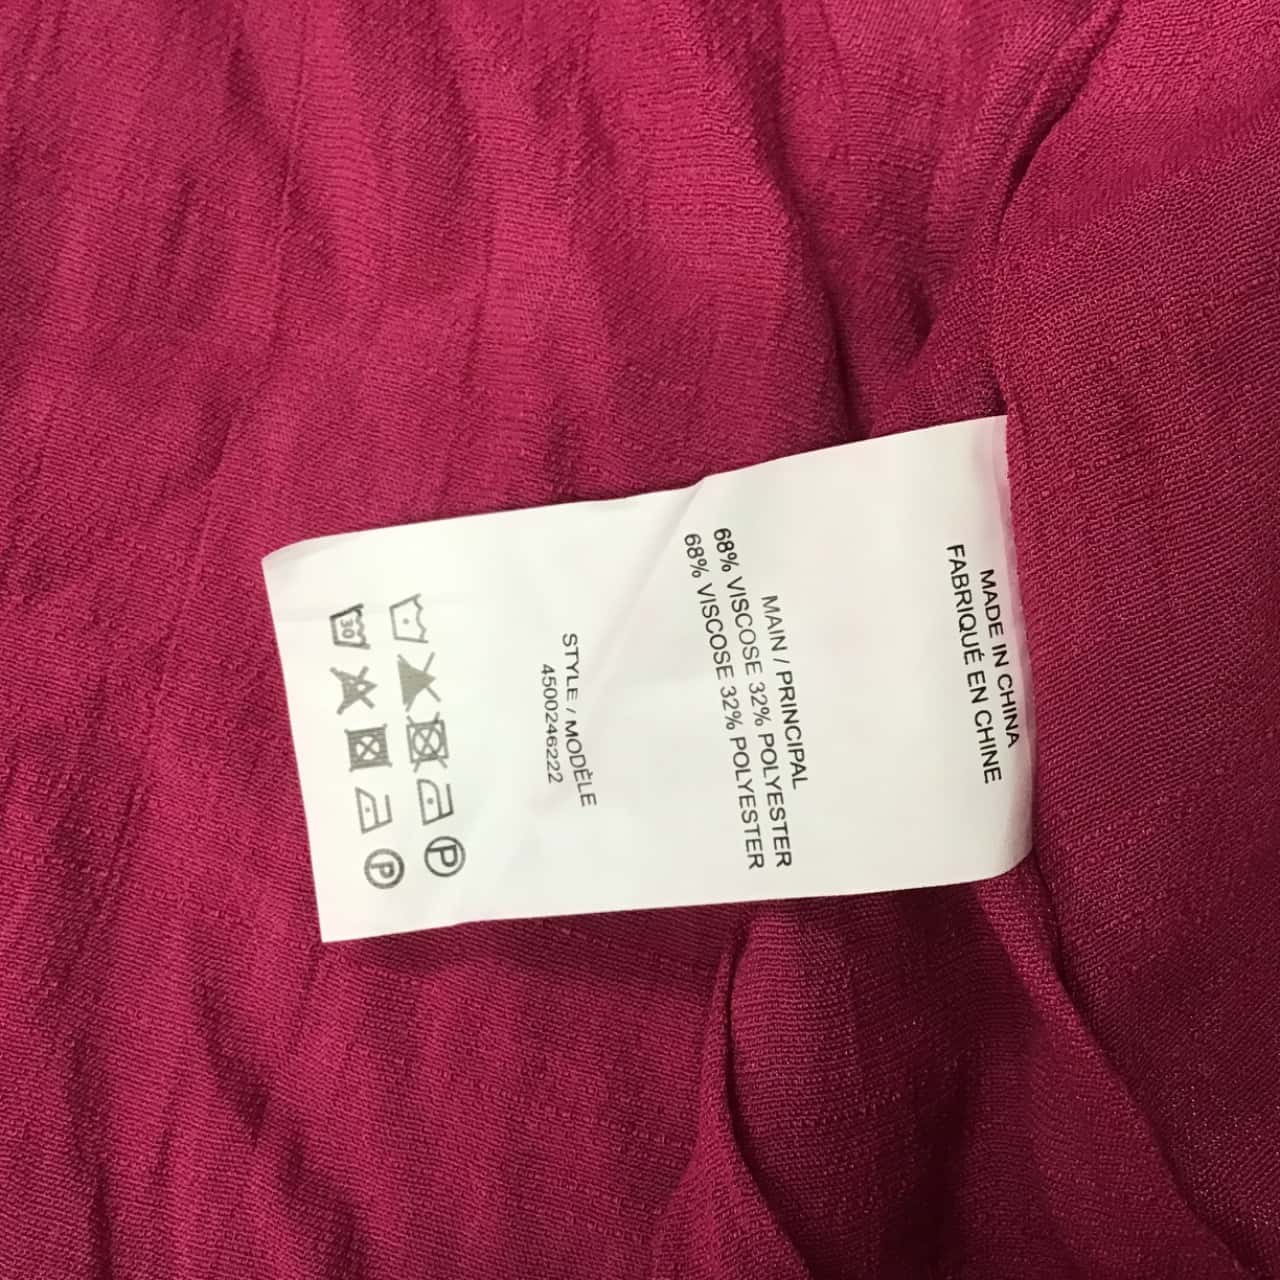 MADE IN CHINA
FABRIQUÉ EN CHINE
MAIN / PRINCIPAL
68% VISCOSE 32% POLYESTER
68% VISCOSE 32% POLYESTER
STYLE / MODÈLE
4500246222
P
30 P